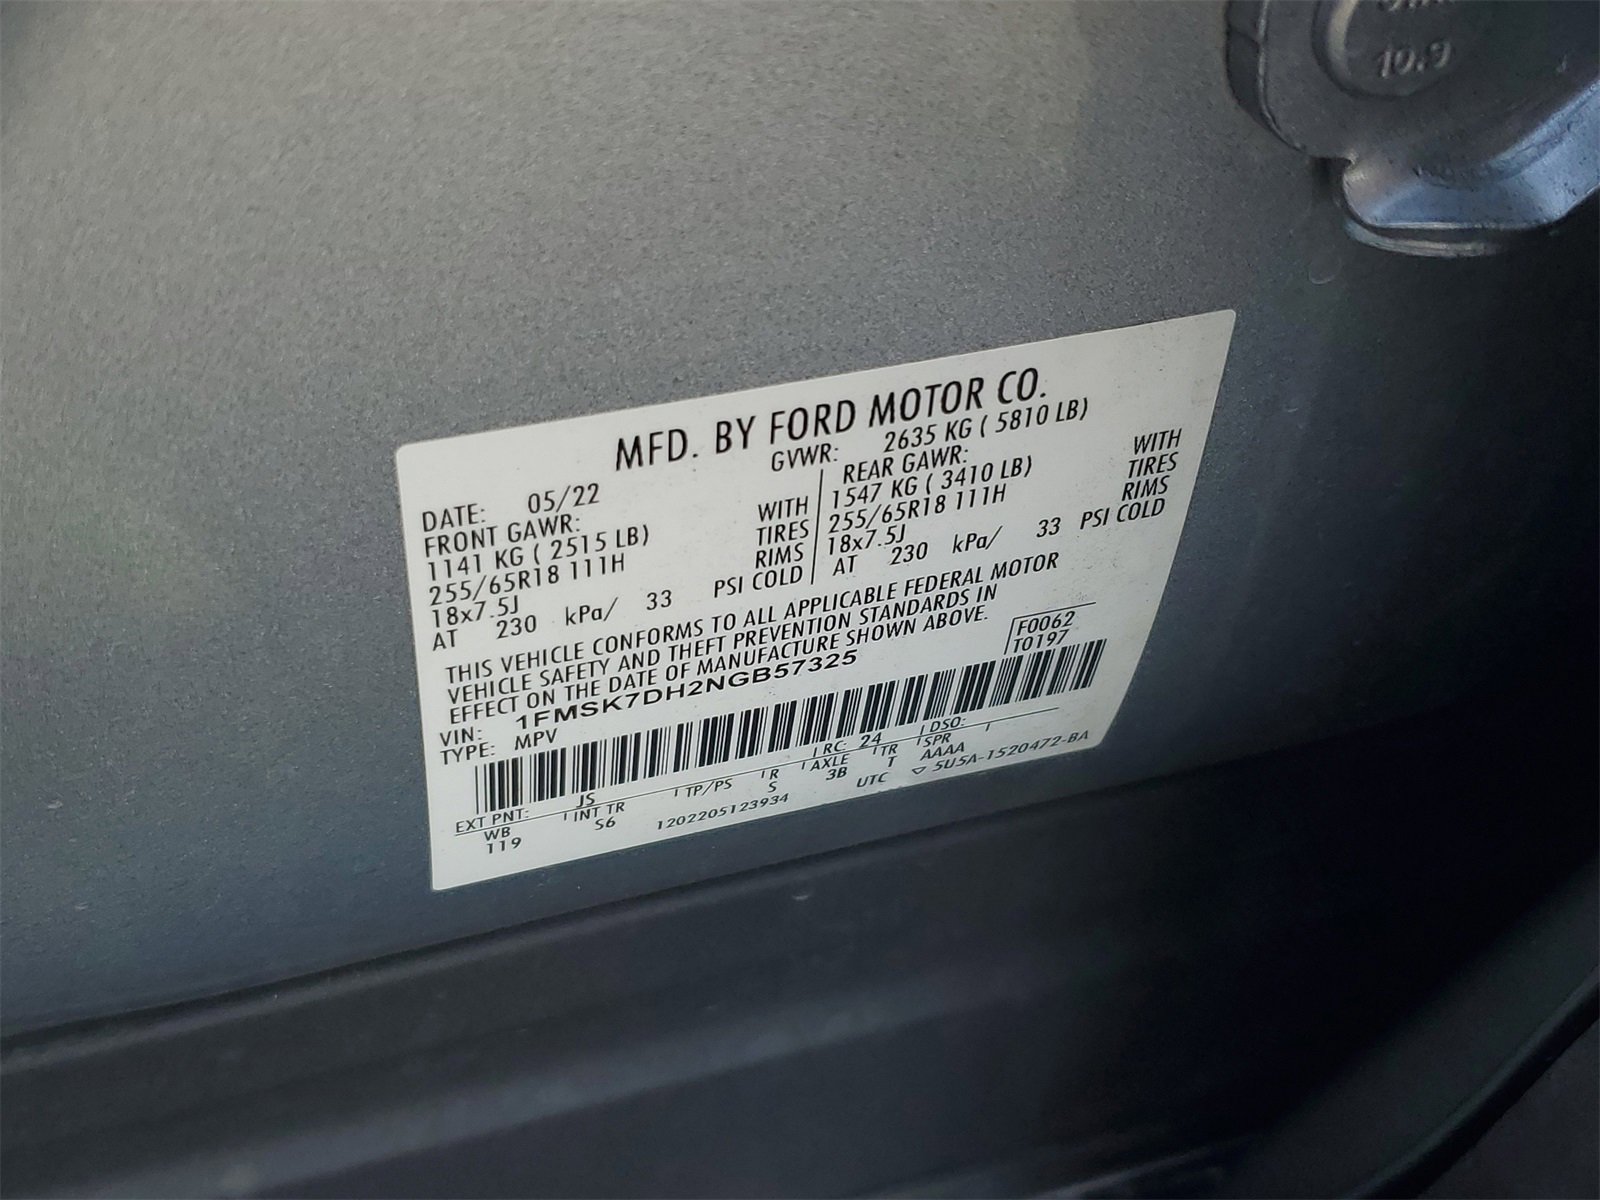 10.9
MFD. BY FORD MOTOR CO.
DATE: 05/22 GVWR: 2635 KG ( 5810 LB)
FRONT GAWR: REAR GAWR:
1141 KG ( 2515 LB) WITH 1547 KG ( 3410 LB) WITH
255/65R18 111H TIRES 255/65R18 111H TIRES
18x7.5J RIMS 18x7.5J RIMS
AT 230 kPa/ 33 PSI COLD AT 230 kPa/ 33 PSI COLD
THIS VEHICLE CONFORMS TO ALL APPLICABLE FEDERAL MOTOR
VEHICLE SAFETY AND THEFT PREVENTION STANDARDS IN
EFFECT ON THE DATE OF MANUFACTURE SHOWN ABOVE.
F0062
VIN: 1FMSK7DH2NGB57325 T0197
TYPE: MPV
EXT PNT: JS RC: 24 DSO:
WB INT TR TP/PS R AXLE TR SPR
119 S6 S 3B T AAAA
1202205123934 UTC ▽ 5U5A-1520472-BA